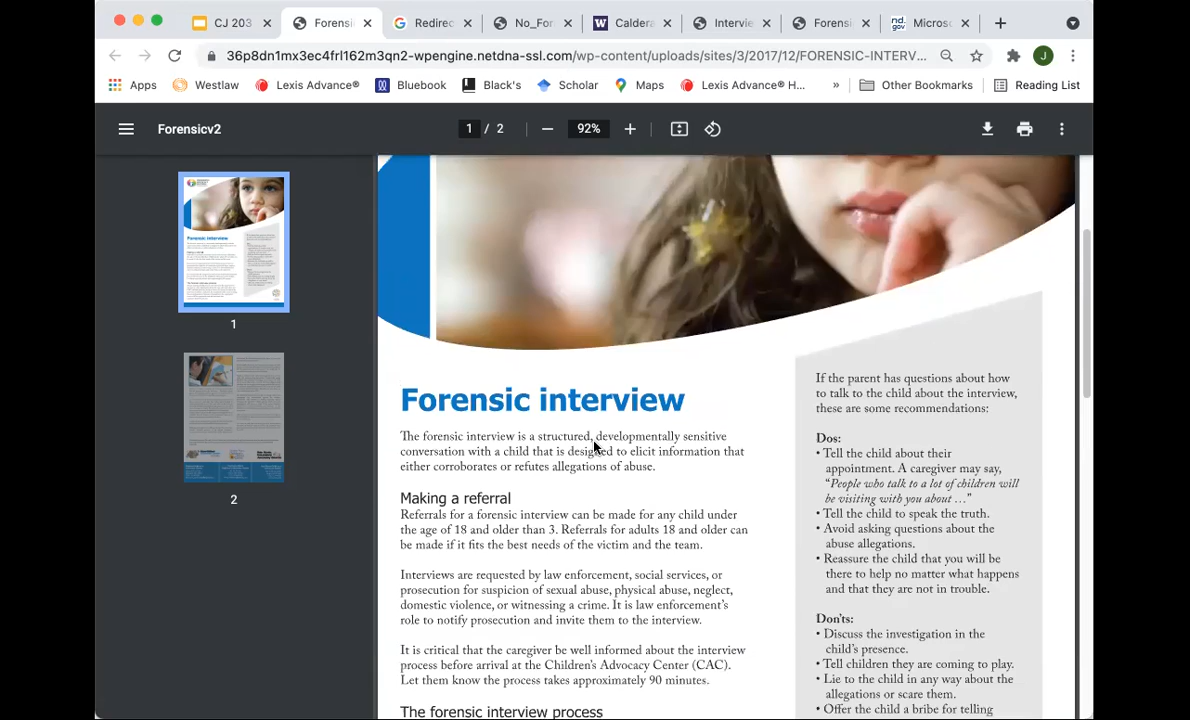 CJ 203
Forensic
Redirec
No_For
Caldera
Intervie
Forensi
nd.
gov
Micros
36p8dn1mx3ec4frl162m3qn2-wpengine.netdna-ssl.com/wp-content/uploads/sites/3/2017/12/FORENSIC-INTERV...
J
Apps
Westlaw
Lexis Advance®
Bluebook
Black's
Scholar
Maps
Lexis Advance® H...
»
Other Bookmarks
Reading List
Forensicv2
1 / 2
92%
1
2
Forensic interview
The forensic interview is a structured, developmentally sensitive
conversation with a child that is designed to elicit information that
either corroborates or refutes allegations of abuse.
Making a referral
Referrals for a forensic interview can be made for any child under
the age of 18 and older than 3. Referrals for adults 18 and older can
be made if it fits the best needs of the victim and the team.
Interviews are requested by law enforcement, social services, or
prosecution for suspicion of sexual abuse, physical abuse, neglect,
domestic violence, or witnessing a crime. It is law enforcement's
role to notify prosecution and invite them to the interview.
It is critical that the caregiver be well informed about the interview
process before arrival at the Children's Advocacy Center (CAC).
Let them know the process takes approximately 90 minutes.
The forensic interview process
If the parent has questions about how
to talk to the child about the interview,
these are some recommendations:
Dos:
• Tell the child about their
appointment. A caregiver may say,
"People who talk to a lot of children will
be visiting with you about …"
• Tell the child to speak the truth.
• Avoid asking questions about the
abuse allegations.
• Reassure the child that you will be
there to help no matter what happens
and that they are not in trouble.
Don'ts:
• Discuss the investigation in the
child's presence.
• Tell children they are coming to play.
• Lie to the child in any way about the
allegations or scare them.
• Offer the child a bribe for telling